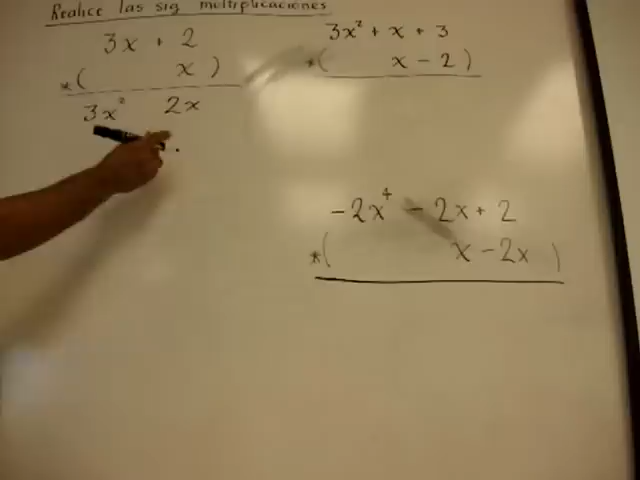 Realice las sig multiplicaciones
3x + 2
*( x )
3x² 2x
3x² + x + 3
*( x - 2 )
-2x⁴ - 2x + 2
*( x - 2x )